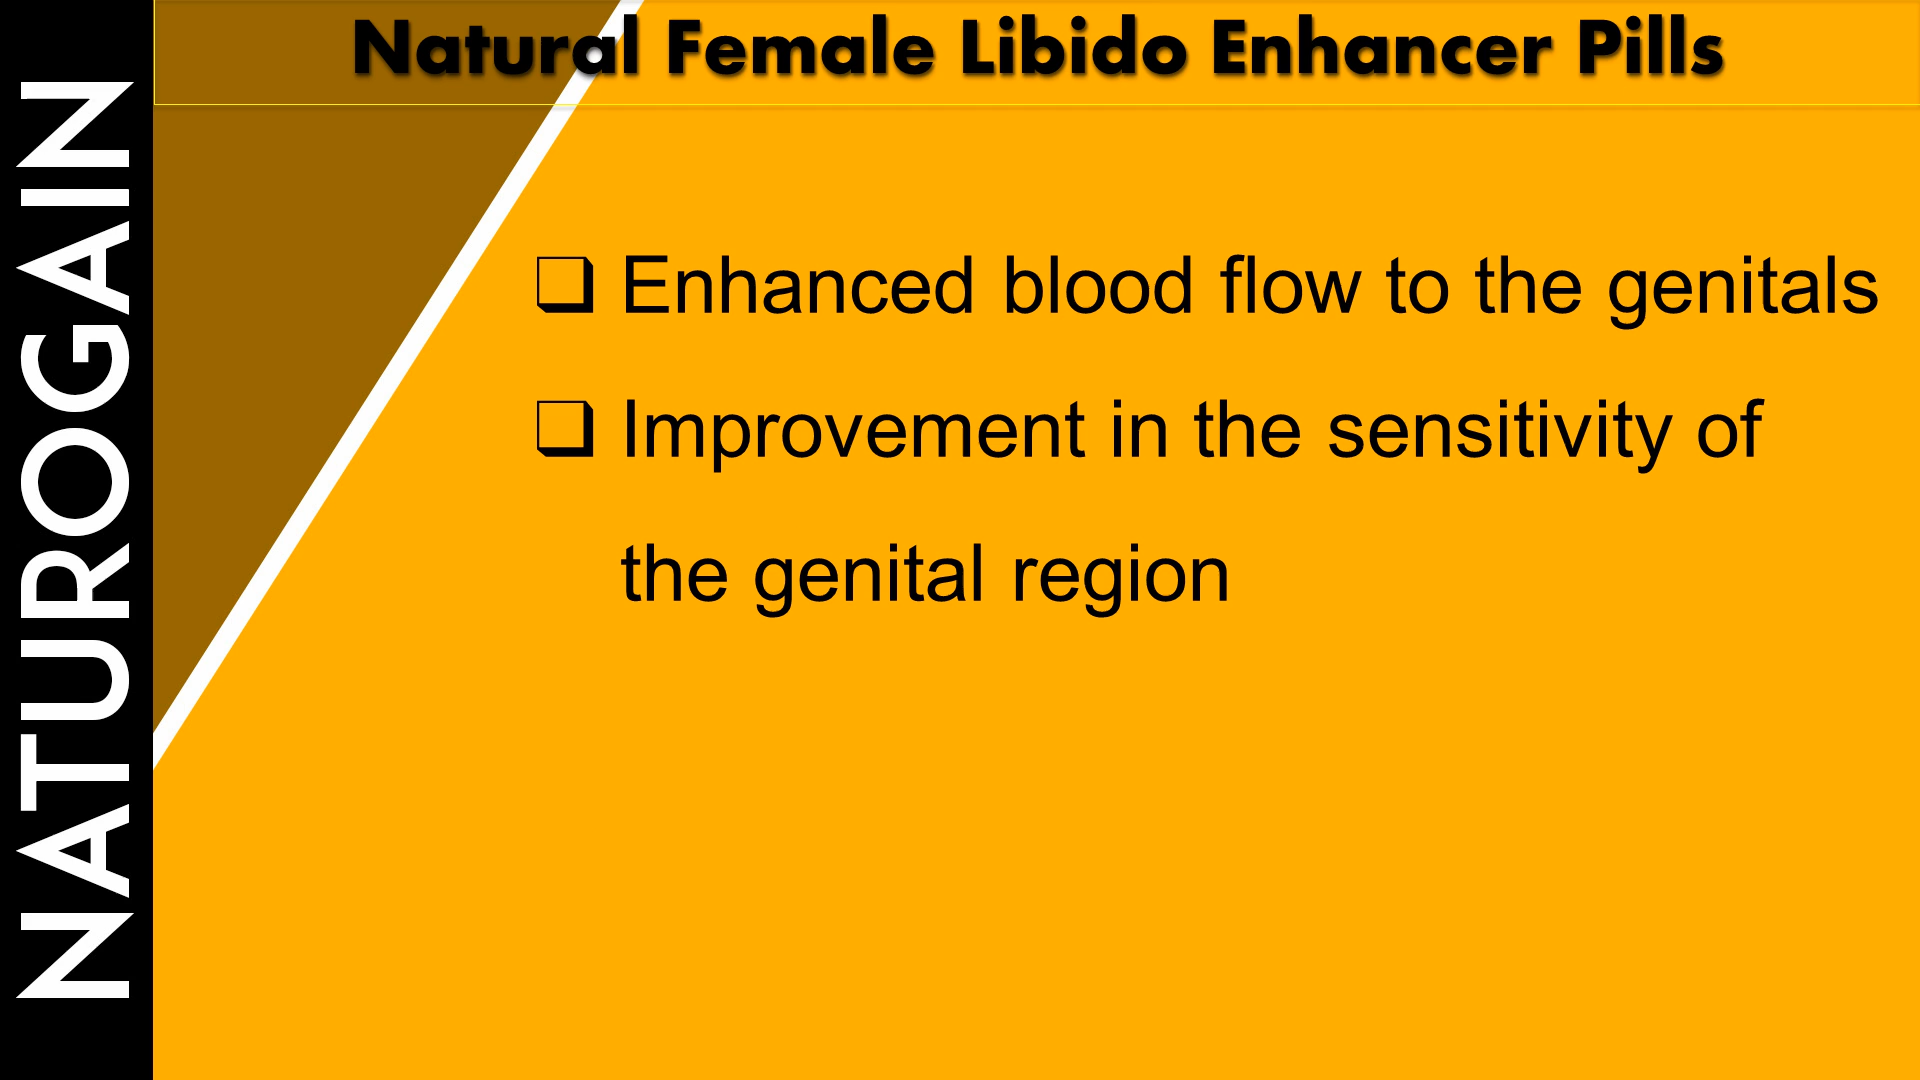 Natural Female Libido Enhancer Pills
NATUROGAIN
❑ Enhanced blood flow to the genitals
❑ Improvement in the sensitivity of
the genital region